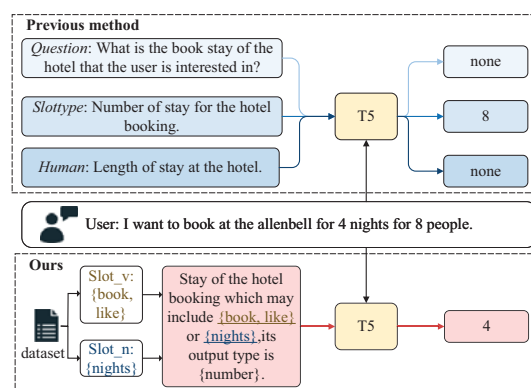 Previous method
Question: What is the book stay of the
hotel that the user is interested in?
none
Slottype: Number of stay for the hotel
booking.
T5
8
Human: Length of stay at the hotel.
none
User: I want to book at the allenbell for 4 nights for 8 people.
Ours
dataset
Slot_v:
{book,
like}
Slot_n:
{nights}
Stay of the hotel
booking which may
include {book, like}
or {nights},its
output type is
{number}.
T5
4